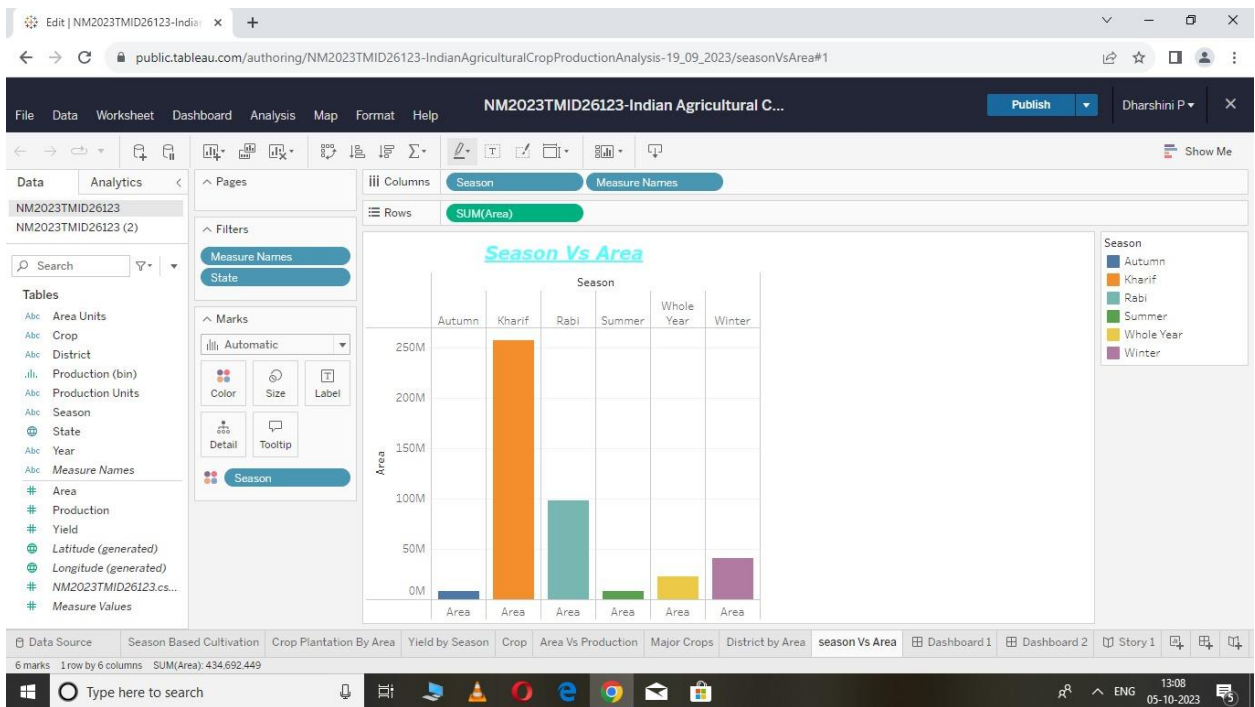 Edit | NM2023TMID26123-India
public.tableau.com/authoring/NM2023TMID26123-IndianAgriculturalCropProductionAnalysis-19_09_2023/seasonVsArea#1
File Data Worksheet Dashboard Analysis Map Format Help
NM2023TMID26123-Indian Agricultural C...
Publish
Dharshini P
Show Me
Data Analytics
NM2023TMID26123
NM2023TMID26123 (2)
Search
Tables
Abc Area Units
Abc Crop
Abc District
Production (bin)
Abc Production Units
Abc Season
State
Abc Year
Abc Measure Names
# Area
# Production
# Yield
Latitude (generated)
Longitude (generated)
# NM2023TMID26123.cs...
# Measure Values
Pages
Filters
Measure Names
State
Marks
Automatic
Color Size Label
Detail Tooltip
Season
Columns Season Measure Names
Rows SUM(Area)
Season Vs Area
Season
Autumn Kharif Rabi Summer Whole Year Winter
Area
250M
200M
150M
100M
50M
0M
Area Area Area Area Area Area
Season
Autumn
Kharif
Rabi
Summer
Whole Year
Winter
Data Source Season Based Cultivation Crop Plantation By Area Yield by Season Crop Area Vs Production Major Crops District by Area season Vs Area Dashboard 1 Dashboard 2 Story 1
6 marks 1 row by 6 columns SUM(Area): 434,692,449
Type here to search
ENG
13:08
05-10-2023
5